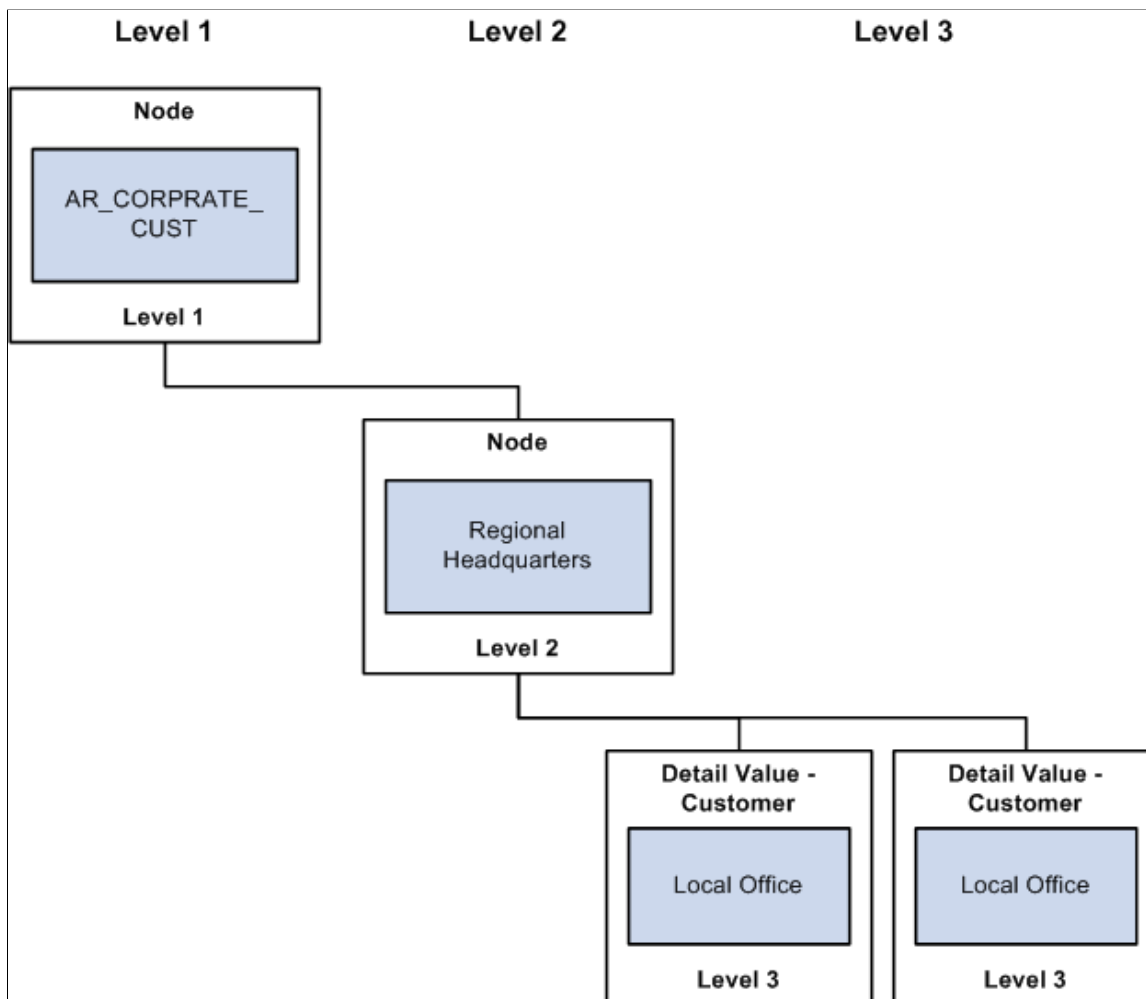 Level 1 Level 2 Level 3
Node
AR_CORPRATE_
CUST
Level 1
Node
Regional
Headquarters
Level 2
Detail Value -
Customer
Local Office
Level 3
Detail Value -
Customer
Local Office
Level 3